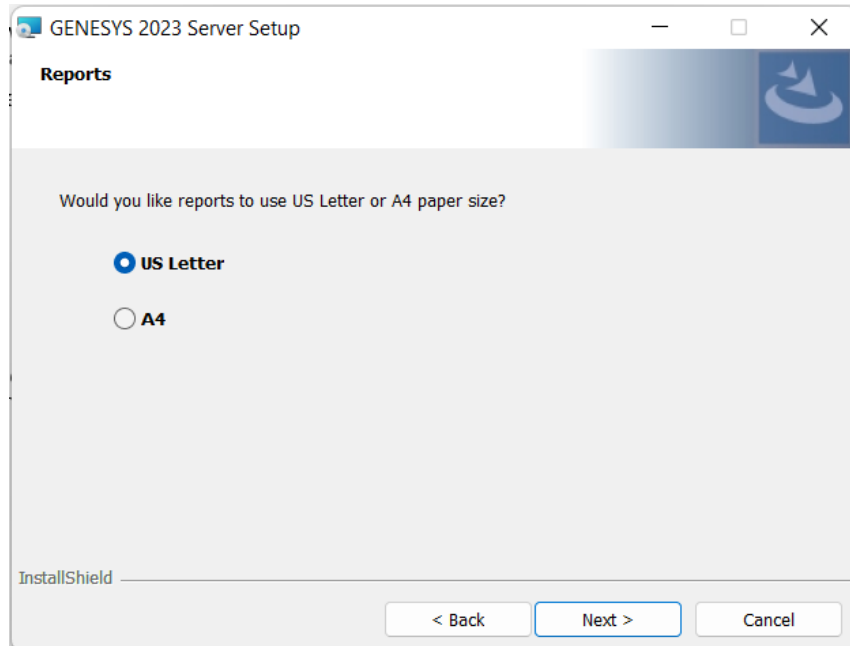 GENESYS 2023 Server Setup
Reports
Would you like reports to use US Letter or A4 paper size?
US Letter
A4
InstallShield
< Back Next > Cancel